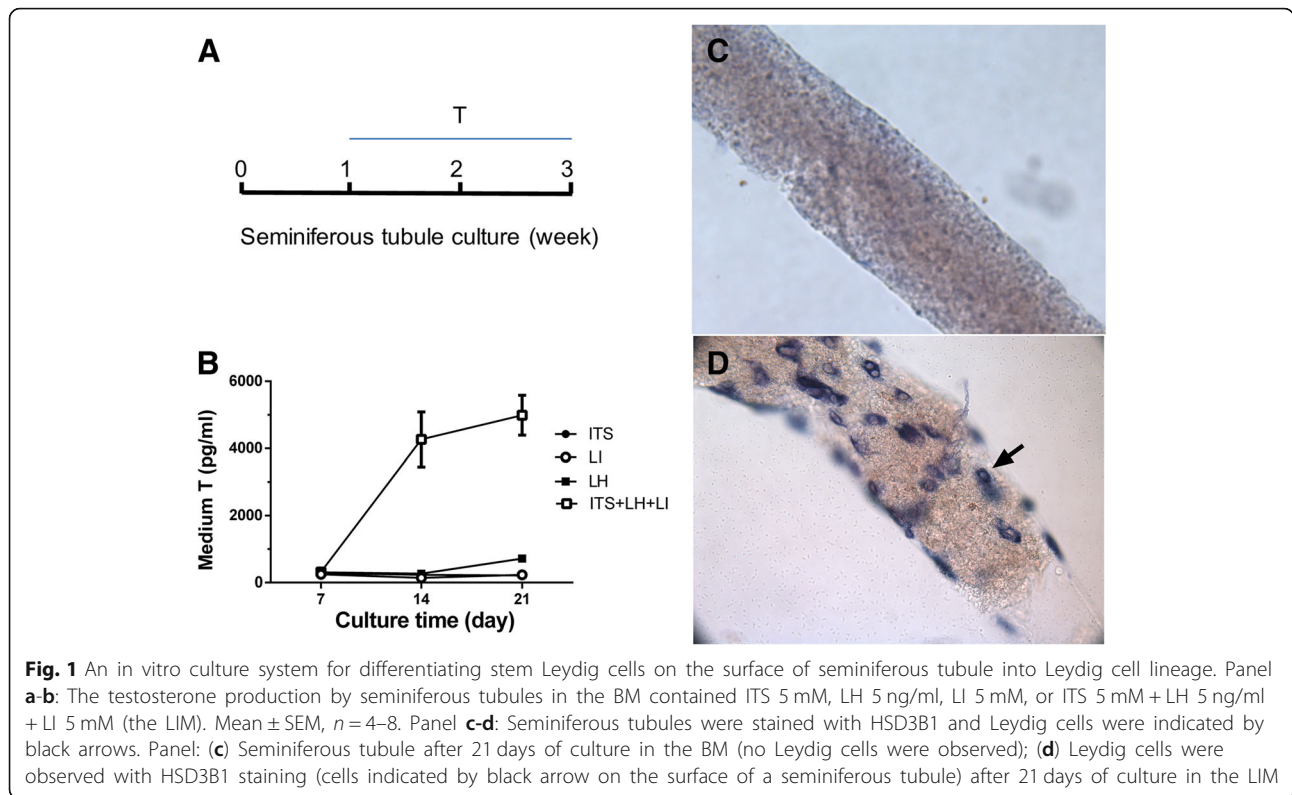 A
T
0 1 2 3
Seminiferous tubule culture (week)
B
6000
4000
2000
0
Medium T (pg/ml)
7 14 21
Culture time (day)
ITS
LI
LH
ITS+LH+LI
C
D
Fig. 1 An in vitro culture system for differentiating stem Leydig cells on the surface of seminiferous tubule into Leydig cell lineage. Panel
a-b: The testosterone production by seminiferous tubules in the BM contained ITS 5 mM, LH 5 ng/ml, LI 5 mM, or ITS 5 mM + LH 5 ng/ml
+ LI 5 mM (the LIM). Mean ± SEM, n = 4–8. Panel c-d: Seminiferous tubules were stained with HSD3B1 and Leydig cells were indicated by
black arrows. Panel: (c) Seminiferous tubule after 21 days of culture in the BM (no Leydig cells were observed); (d) Leydig cells were
observed with HSD3B1 staining (cells indicated by black arrow on the surface of a seminiferous tubule) after 21 days of culture in the LIM